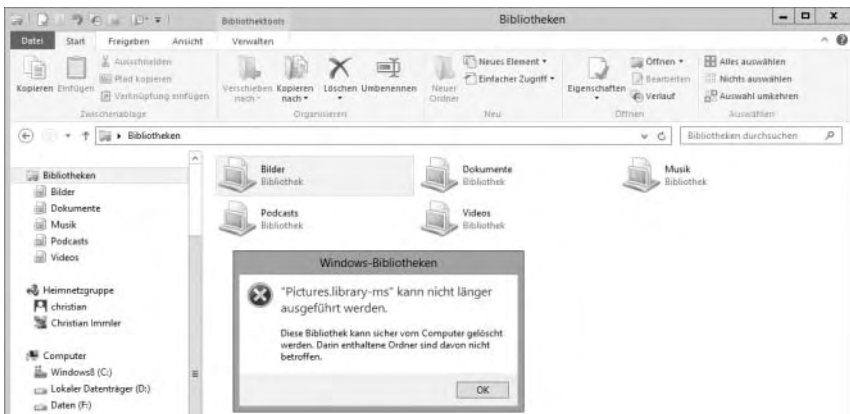 Bibliothektools
Bibliotheken
Datei Start Freigeben Ansicht Verwalten
Kopieren
Einfügen
Ausschneiden
Pfad kopieren
Verknüpfung einfügen
Zwischenablage
Verschieben nach
Kopieren nach
Löschen
Umbenennen
Organisieren
Neuer Ordner
Neues Element
Einfacher Zugriff
Neu
Eigenschaften
Öffnen
Bearbeiten
Verlauf
Öffnen
Alles auswählen
Nichts auswählen
Auswahl umkehren
Auswählen
Bibliotheken
Bibliotheken durchsuchen
Bibliotheken
Bilder
Dokumente
Musik
Podcasts
Videos
Heimnetzgruppe
christian
Christian Immler
Computer
Windows8 (C:)
Lokaler Datenträger (D:)
Daten (F:)
Bilder
Bibliothek
Dokumente
Bibliothek
Musik
Bibliothek
Podcasts
Bibliothek
Videos
Bibliothek
Windows-Bibliotheken
"Pictures.library-ms" kann nicht länger
ausgeführt werden.
Diese Bibliothek kann sicher vom Computer gelöscht
werden. Darin enthaltene Ordner sind davon nicht
betroffen.
OK